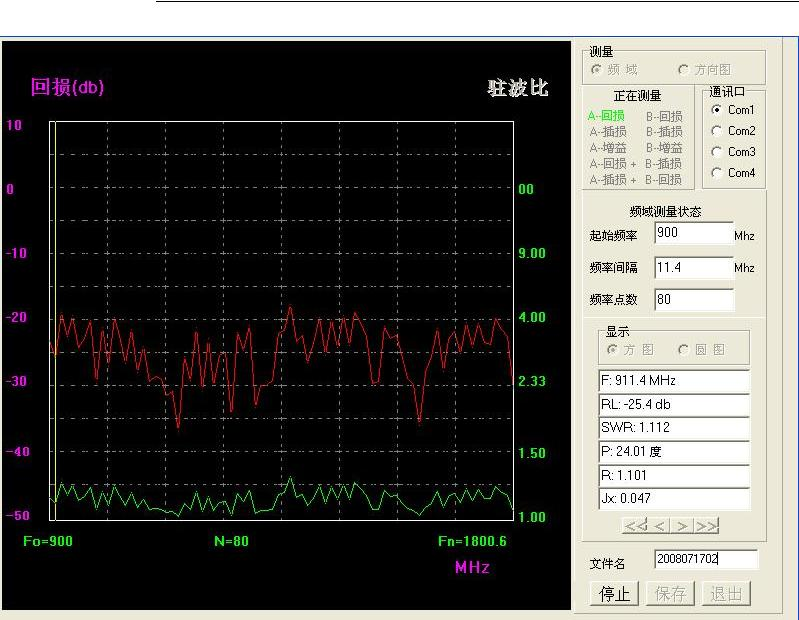 回损(db)
驻波比
10
0
00
-10
9.00
-20
4.00
-30
2.33
-40
1.50
-50
1.00
Fo=900
N=80
Fn=1800.6
MHz
测量
频 域
方向图
正在测量
A--回损 B--回损
A--插损 B--插损
A--增益 B--增益
A--回损 + B--插损
A--插损 + B--回损
通讯口
Com1
Com2
Com3
Com4
频域测量状态
起始频率 900 Mhz
频率间隔 11.4 Mhz
频率点数 80
显示
方 图
圆 图
F: 911.4 MHz
RL: -25.4 db
SWR: 1.112
P: 24.01 度
R: 1.101
Jx: 0.047
<< < > >>
文件名 2008071702
停止 保存 退出